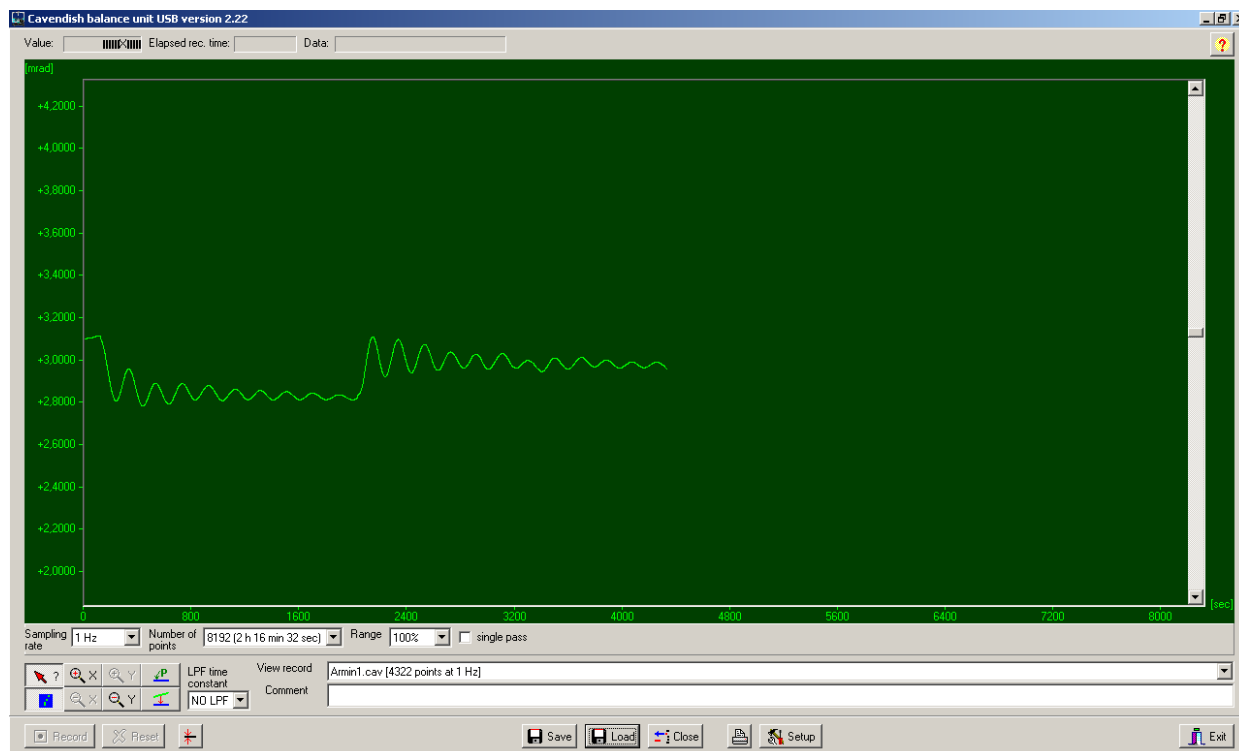 Cavendish balance unit USB version 2.22
Value: Elapsed rec. time: Data: ?
[mrad]
+4,2000
+4,0000
+3,8000
+3,6000
+3,4000
+3,2000
+3,0000
+2,8000
+2,6000
+2,4000
+2,2000
+2,0000
0 800 1600 2400 3200 4000 4800 5600 6400 7200 8000 [sec]
Sampling rate 1 Hz Number of points 8192 (2 h 16 min 32 sec) Range 100% single pass
? X Y P LPF time constant View record Armin1.cav [4322 points at 1 Hz]
X Y NO LPF Comment
Record Reset Save Load Close Setup Exit